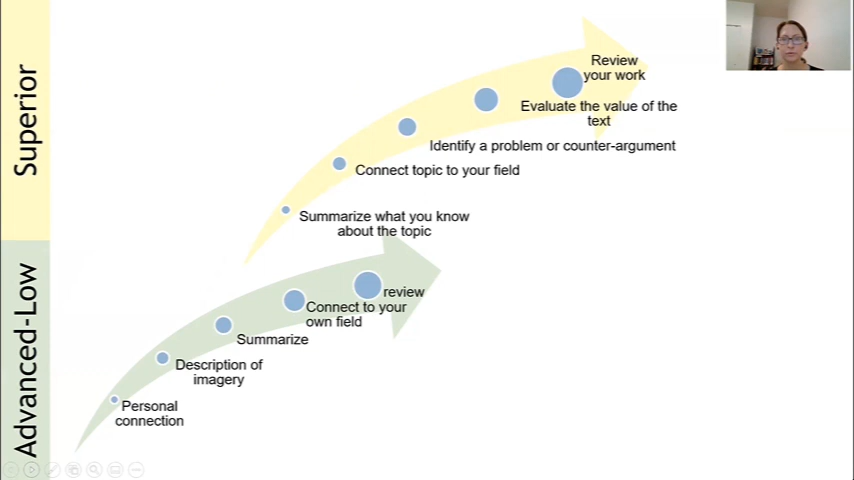 Superior
Review
your work
Evaluate the value of the
text
Identify a problem or counter-argument
Connect topic to your field
Summarize what you know
about the topic
Advanced-Low
review
Connect to your
own field
Summarize
Description of
imagery
Personal
connection